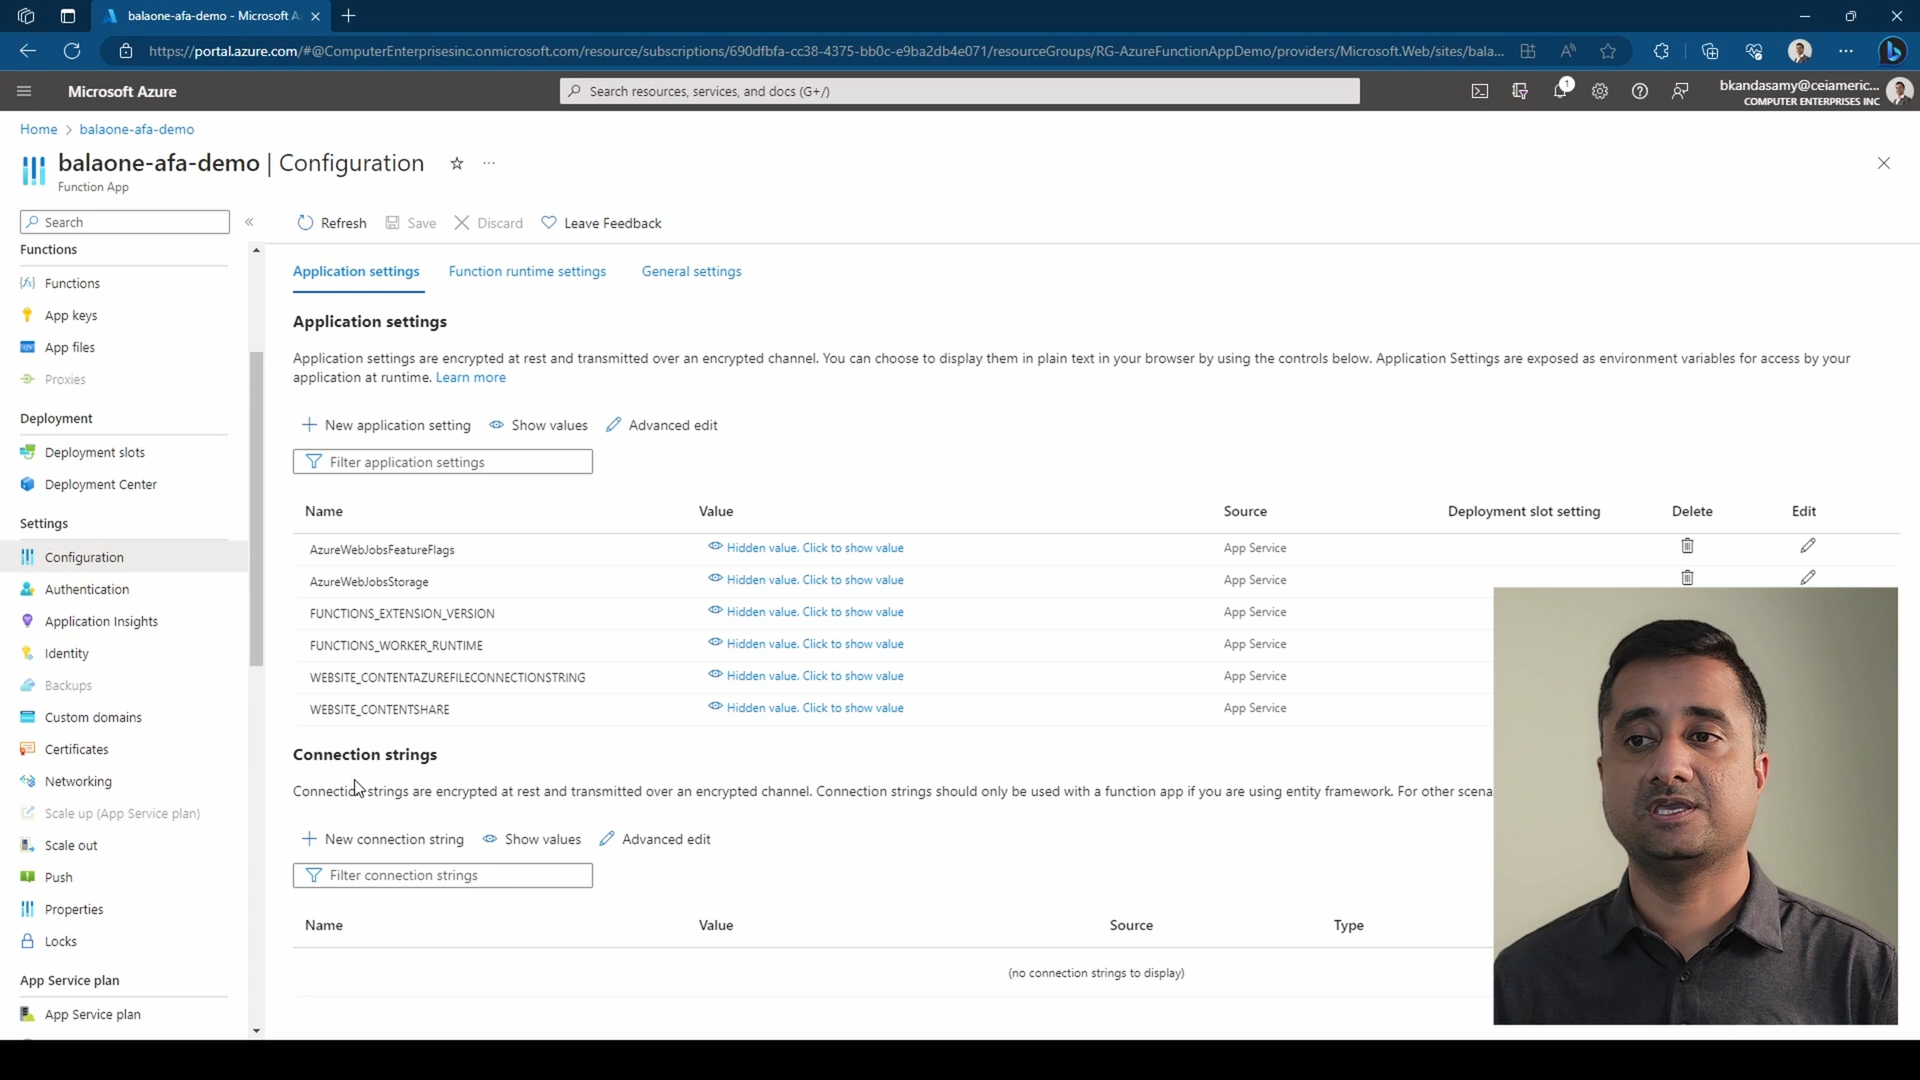 balaone-afa-demo - Microsoft A
https://portal.azure.com/#@ComputerEnterprisesinc.onmicrosoft.com/resource/subscriptions/690dfbfa-cc38-4375-bb0c-e9ba2db4e071/resourceGroups/RG-AzureFunctionAppDemo/providers/Microsoft.Web/sites/bala...
Microsoft Azure
Search resources, services, and docs (G+/)
1
bkandasamy@ceiameric...
COMPUTER ENTERPRISES INC
Home > balaone-afa-demo
balaone-afa-demo | Configuration
Function App
Search
Refresh Save Discard Leave Feedback
Functions
Functions
App keys
App files
Proxies
Deployment
Deployment slots
Deployment Center
Settings
Configuration
Authentication
Application Insights
Identity
Backups
Custom domains
Certificates
Networking
Scale up (App Service plan)
Scale out
Push
Properties
Locks
App Service plan
App Service plan
Application settings Function runtime settings General settings
Application settings
Application settings are encrypted at rest and transmitted over an encrypted channel. You can choose to display them in plain text in your browser by using the controls below. Application Settings are exposed as environment variables for access by your
application at runtime. Learn more
New application setting Show values Advanced edit
Filter application settings
Name Value Source Deployment slot setting Delete Edit
AzureWebJobsFeatureFlags Hidden value. Click to show value App Service
AzureWebJobsStorage Hidden value. Click to show value App Service
FUNCTIONS_EXTENSION_VERSION Hidden value. Click to show value App Service
FUNCTIONS_WORKER_RUNTIME Hidden value. Click to show value App Service
WEBSITE_CONTENTAZUREFILECONNECTIONSTRING Hidden value. Click to show value App Service
WEBSITE_CONTENTSHARE Hidden value. Click to show value App Service
Connection strings
Connection strings are encrypted at rest and transmitted over an encrypted channel. Connection strings should only be used with a function app if you are using entity framework. For other scena
New connection string Show values Advanced edit
Filter connection strings
Name Value Source Type
(no connection strings to display)